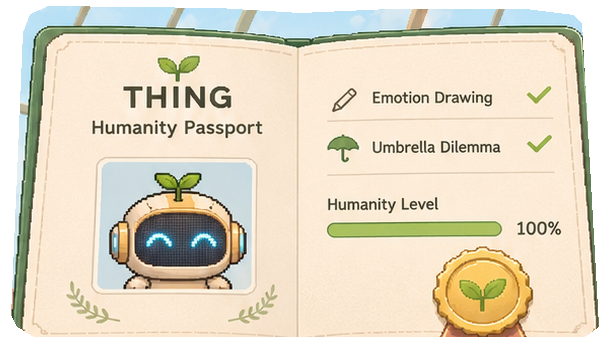 THING
Humanity Passport
Emotion Drawing
Umbrella Dilemma
Humanity Level
100%